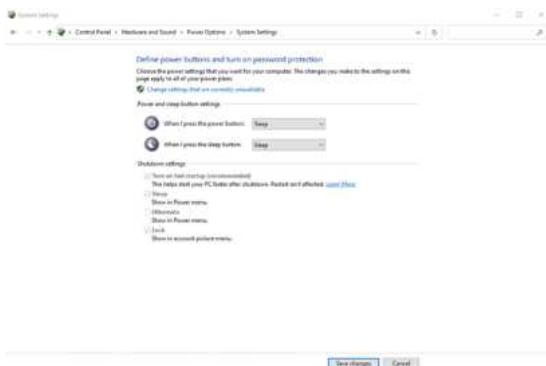 System Settings
Control Panel > Hardware and Sound > Power Options > System Settings
Define power buttons and turn on password protection
Choose the power settings that you want for your computer. The changes you make to the settings on this
page apply to all of your power plans.
Change settings that are currently unavailable
Power and sleep button settings
When I press the power button: Sleep
When I press the sleep button: Sleep
Shutdown settings
Turn on fast startup (recommended)
This helps start your PC faster after shutdown. Restart isn't affected. Learn More
Sleep
Show in Power menu.
Hibernate
Show in Power menu.
Lock
Show in account picture menu.
Save changes Cancel